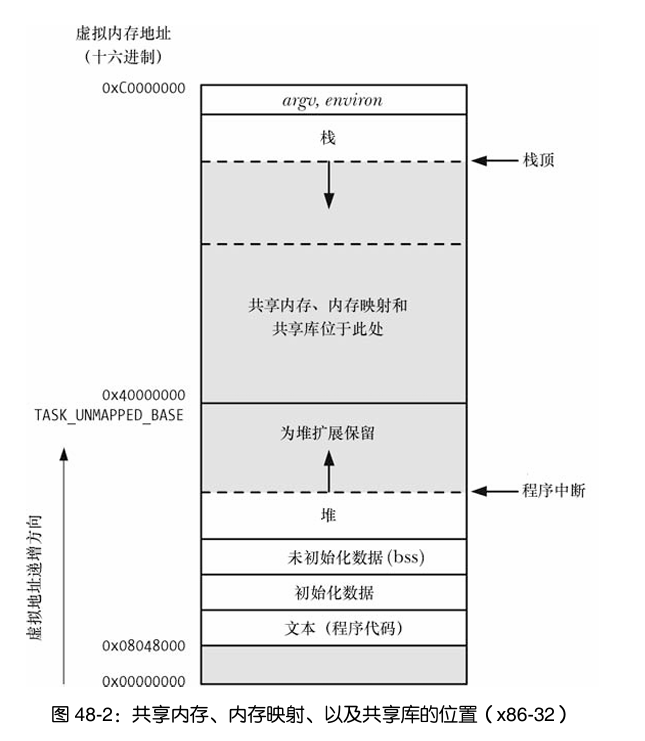 虚拟内存地址
（十六进制）
0xC0000000
argv, environ
栈
栈顶
共享内存、内存映射和
共享库位于此处
0x40000000
TASK_UNMAPPED_BASE
为堆扩展保留
程序中断
堆
未初始化数据(bss)
初始化数据
文本（程序代码）
虚拟地址递增方向
0x08048000
0x00000000
图 48-2：共享内存、内存映射、以及共享库的位置（x86-32）